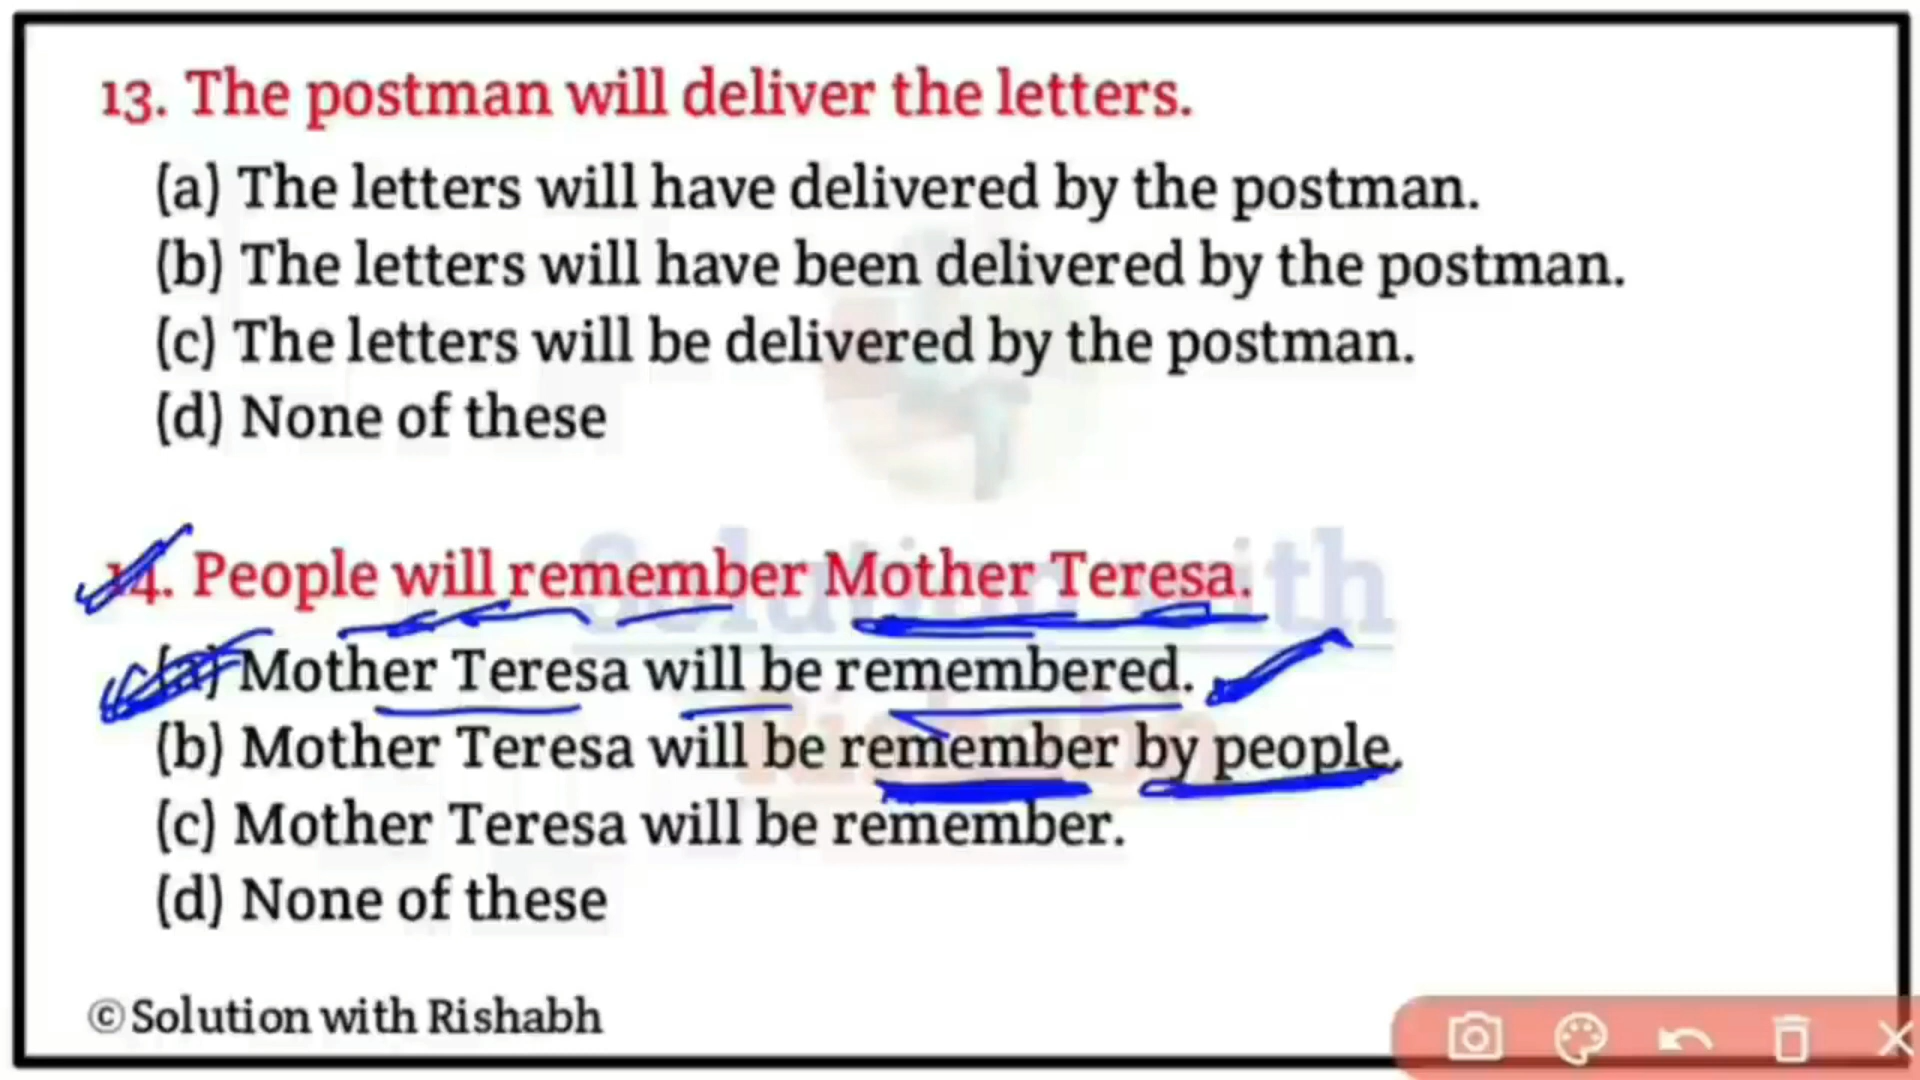 13. The postman will deliver the letters.
(a) The letters will have delivered by the postman.
(b) The letters will have been delivered by the postman.
(c) The letters will be delivered by the postman.
(d) None of these
14. People will remember Mother Teresa.
(a) Mother Teresa will be remembered.
(b) Mother Teresa will be remember by people.
(c) Mother Teresa will be remember.
(d) None of these
Solution with
Rishabh
©Solution with Rishabh